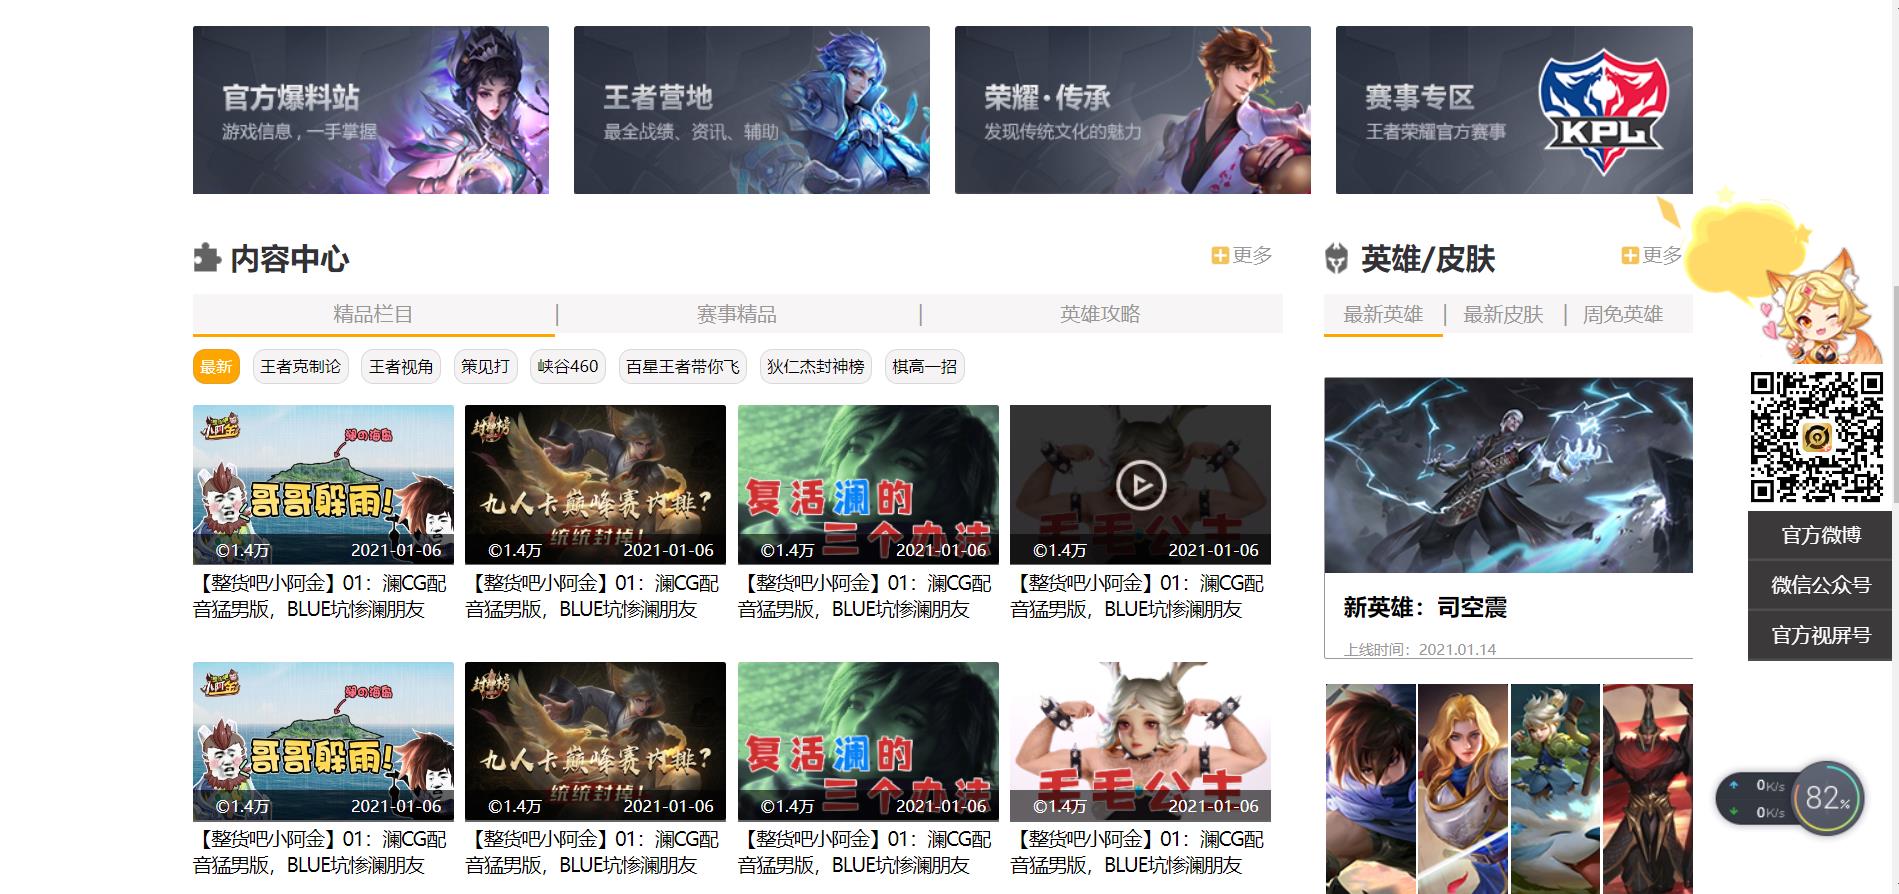 官方爆料站
游戏信息，一手掌握
王者营地
最全战绩、资讯、辅助
荣耀·传承
发现传统文化的魅力
赛事专区
王者荣耀官方赛事
KPL
内容中心
更多
英雄/皮肤
更多
精品栏目 | 赛事精品 | 英雄攻略
最新英雄 | 最新皮肤 | 周免英雄
最新 王者克制论 王者视角 策见打 峡谷460 百星王者带你飞 狄仁杰封神榜 棋高一招
小阿金
哥哥躲雨!
©1.4万 2021-01-06
【整货吧小阿金】01：澜CG配
音猛男版，BLUE坑惨澜朋友
封神榜
九人卡巅峰赛内排?
统统封掉!
©1.4万 2021-01-06
【整货吧小阿金】01：澜CG配
音猛男版，BLUE坑惨澜朋友
复活澜的
三个办法
©1.4万 2021-01-06
【整货吧小阿金】01：澜CG配
音猛男版，BLUE坑惨澜朋友
毛毛公主
©1.4万 2021-01-06
【整货吧小阿金】01：澜CG配
音猛男版，BLUE坑惨澜朋友
小阿金
哥哥躲雨!
©1.4万 2021-01-06
【整货吧小阿金】01：澜CG配
音猛男版，BLUE坑惨澜朋友
封神榜
九人卡巅峰赛内排?
统统封掉!
©1.4万 2021-01-06
【整货吧小阿金】01：澜CG配
音猛男版，BLUE坑惨澜朋友
复活澜的
三个办法
©1.4万 2021-01-06
【整货吧小阿金】01：澜CG配
音猛男版，BLUE坑惨澜朋友
毛毛公主
©1.4万 2021-01-06
【整货吧小阿金】01：澜CG配
音猛男版，BLUE坑惨澜朋友
新英雄：司空震
上线时间：2021.01.14
官方微博
微信公众号
官方视屏号
0K/s
0K/s
82%